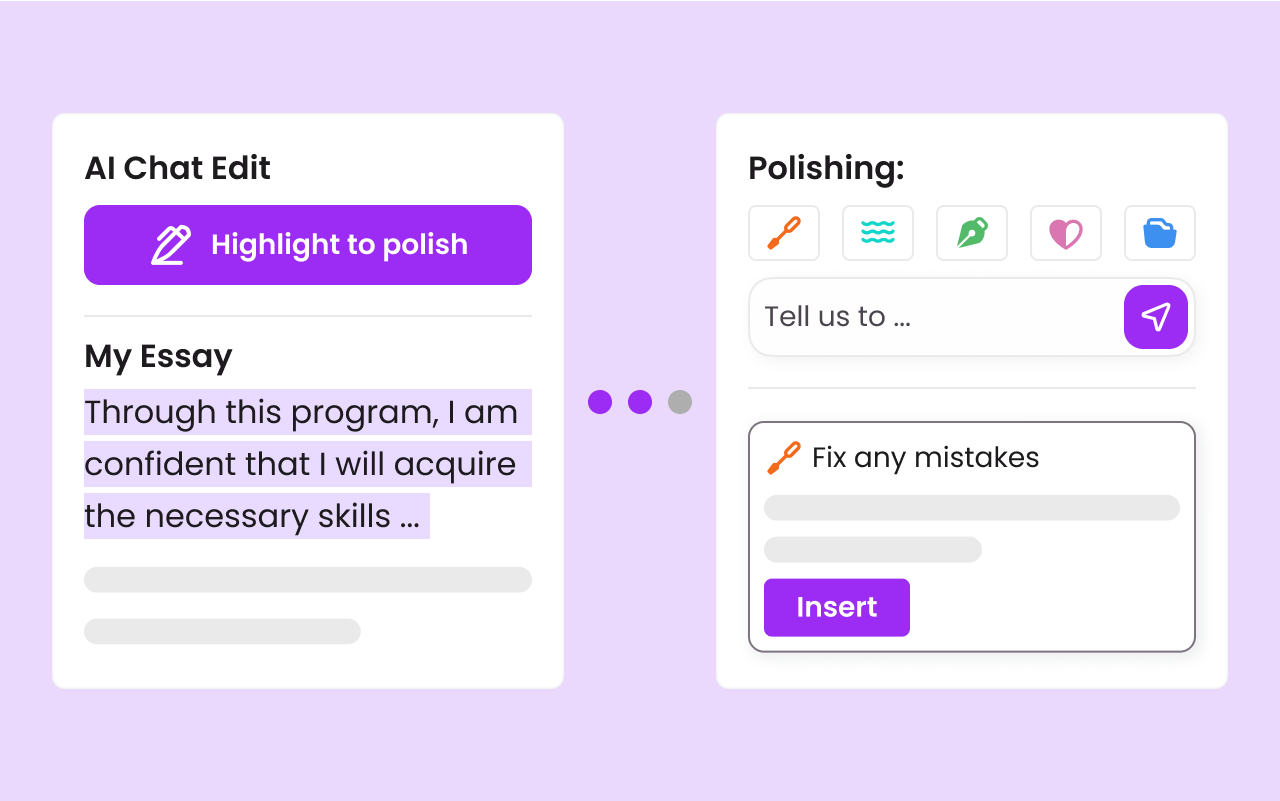 AI Chat Edit
Highlight to polish
My Essay
Through this program, I am
confident that I will acquire
the necessary skills ...
Polishing:
Tell us to ...
Fix any mistakes
Insert